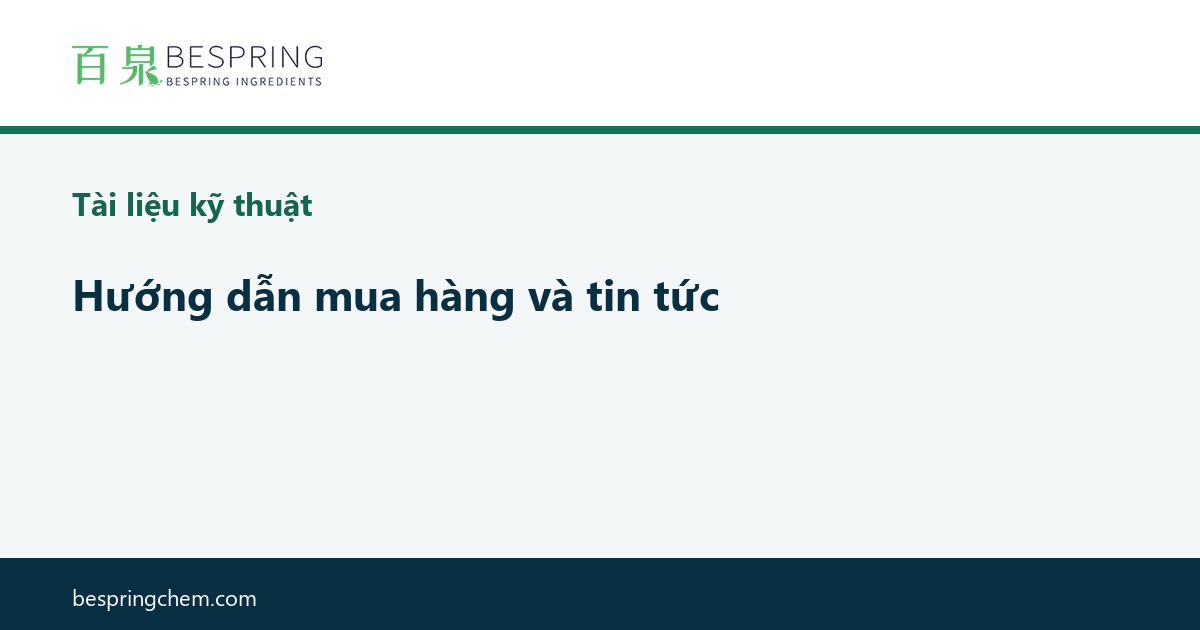 百泉 BESPRING
BESPRING INGREDIENTS
Tài liệu kỹ thuật
Hướng dẫn mua hàng và tin tức
bespringchem.com